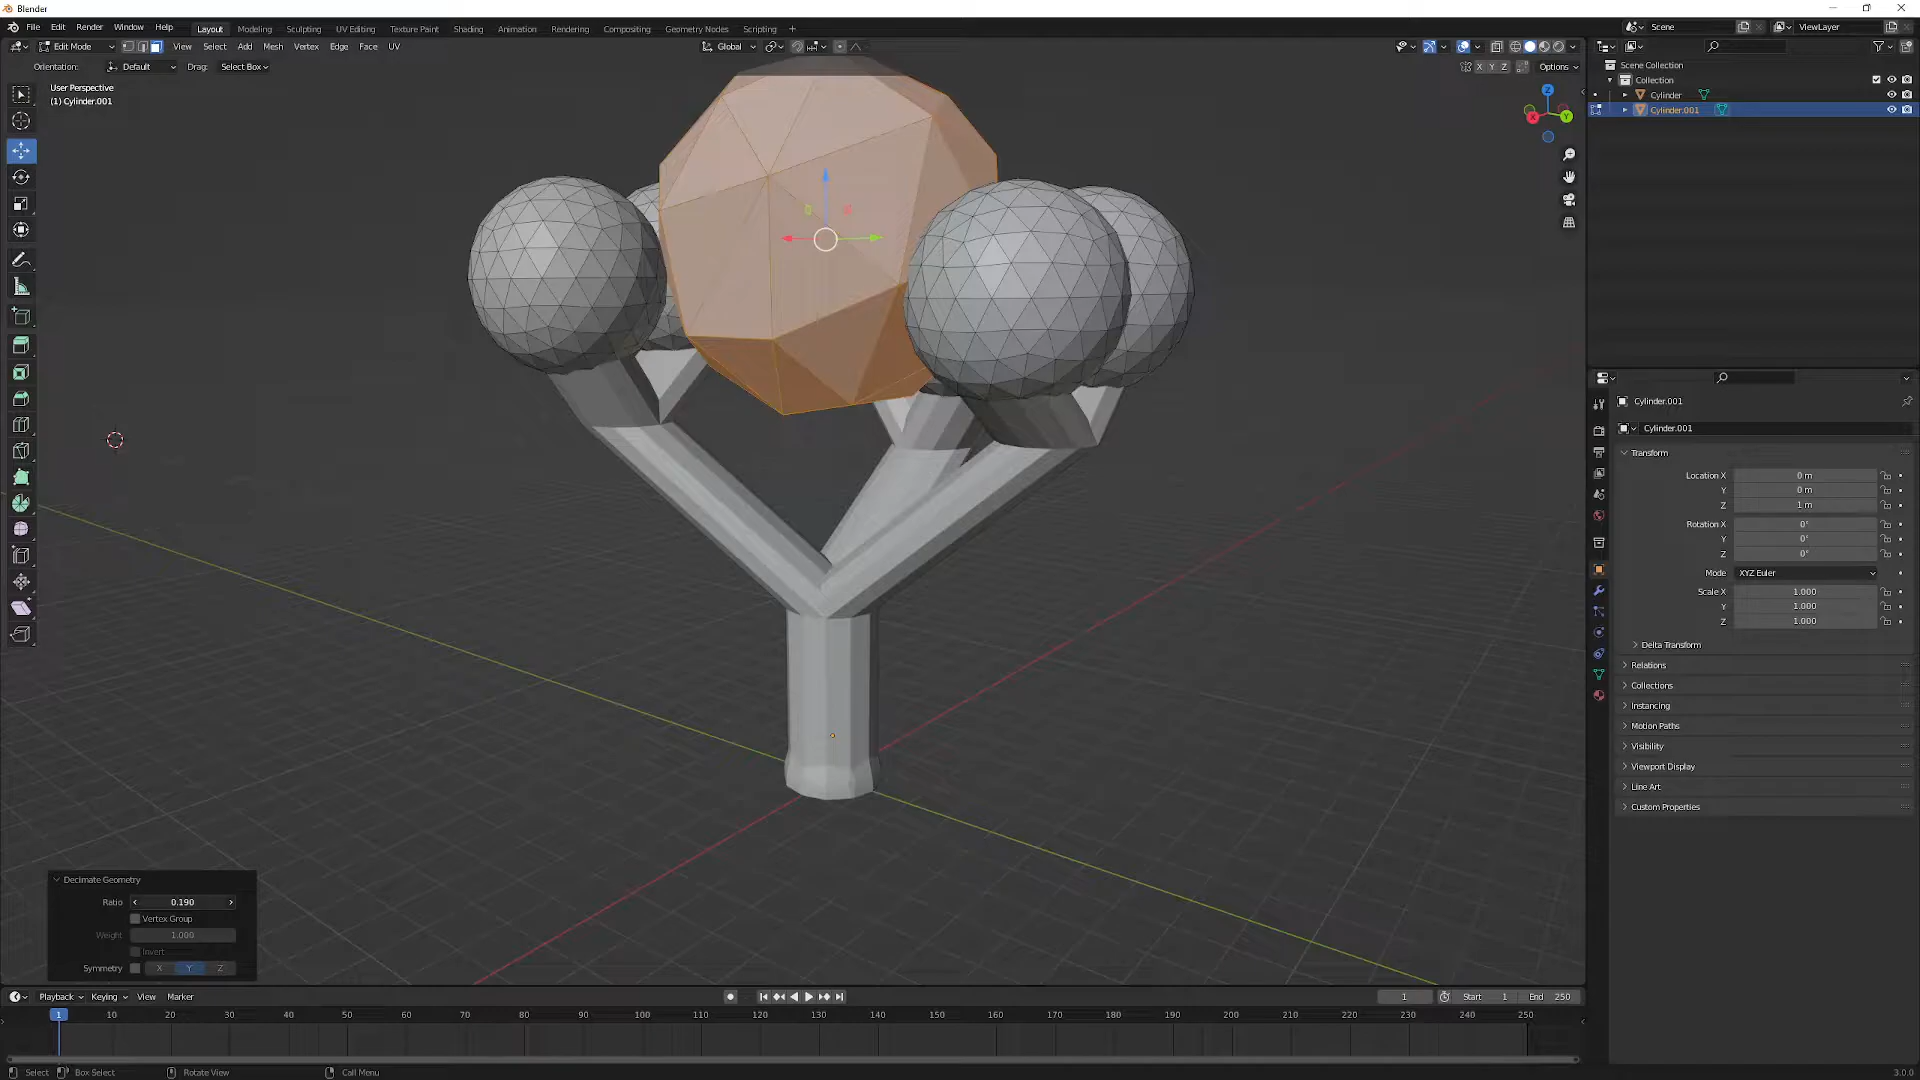 Blender
File Edit Render Window Help Layout Modeling Sculpting UV Editing Texture Paint Shading Animation Rendering Compositing Geometry Nodes Scripting + Scene ViewLayer
Edit Mode View Select Add Mesh Vertex Edge Face UV Global
Orientation: Default Drag: Select Box X Y Z Options
User Perspective
(1) Cylinder.001
Scene Collection
Collection
Cylinder
Cylinder.001
Z
X Y
Cylinder.001
Cylinder.001
Transform
Location X 0 m
Y 0 m
Z 1 m
Rotation X 0°
Y 0°
Z 0°
Mode XYZ Euler
Scale X 1.000
Y 1.000
Z 1.000
Delta Transform
Relations
Collections
Instancing
Motion Paths
Visibility
Viewport Display
Line Art
Custom Properties
Decimate Geometry
Ratio 0.190
Vertex Group
Weight 1.000
Invert
Symmetry X Y Z
Playback Keying View Marker 1 Start 1 End 250
1 10 20 30 40 50 60 70 80 90 100 110 120 130 140 150 160 170 180 190 200 210 220 230 240 250
Select Box Select Rotate View Call Menu 3.0.0